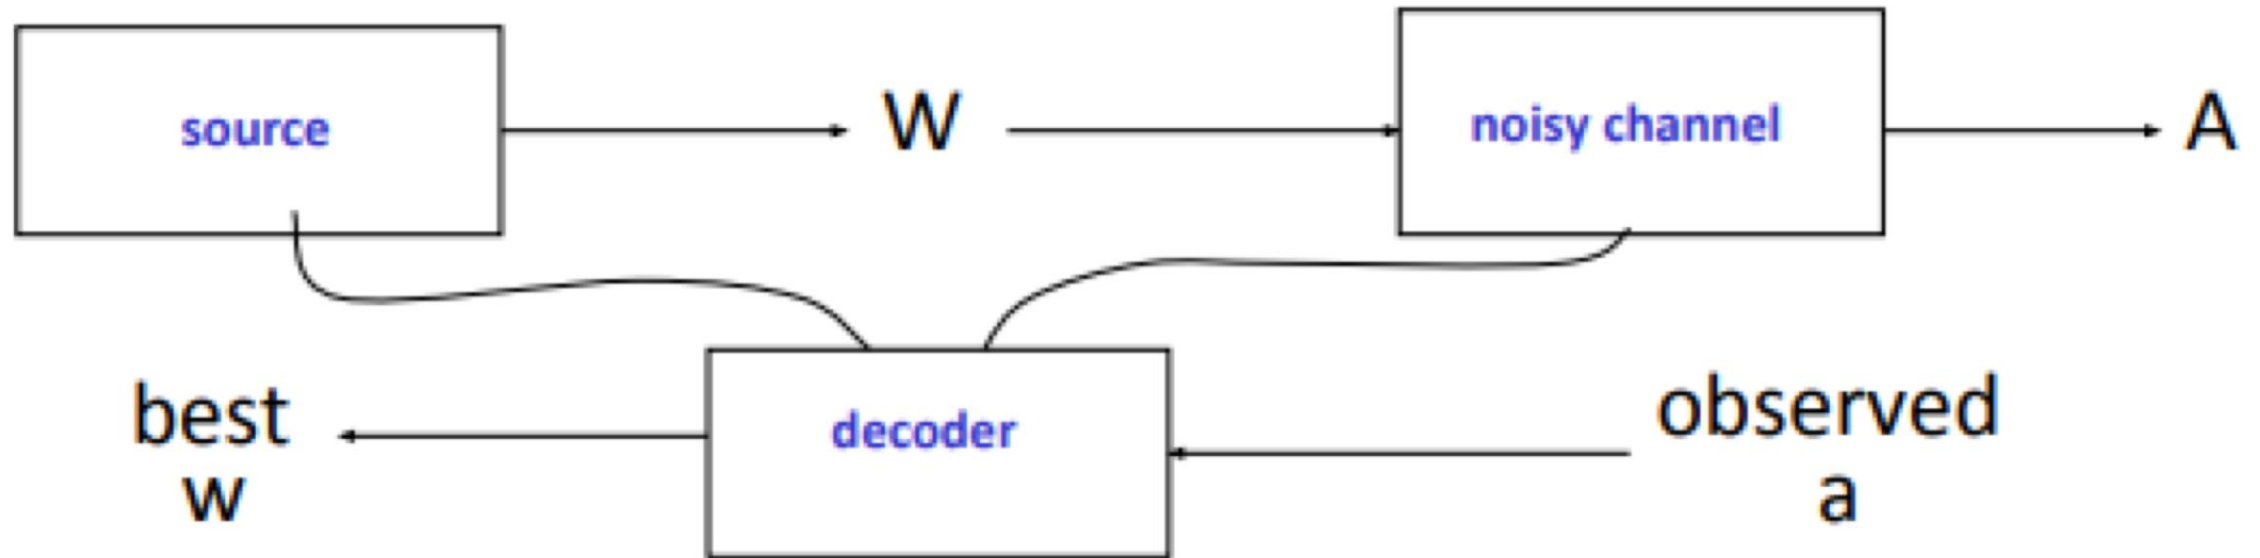 source
W
noisy channel
A
best
w
decoder
observed
a